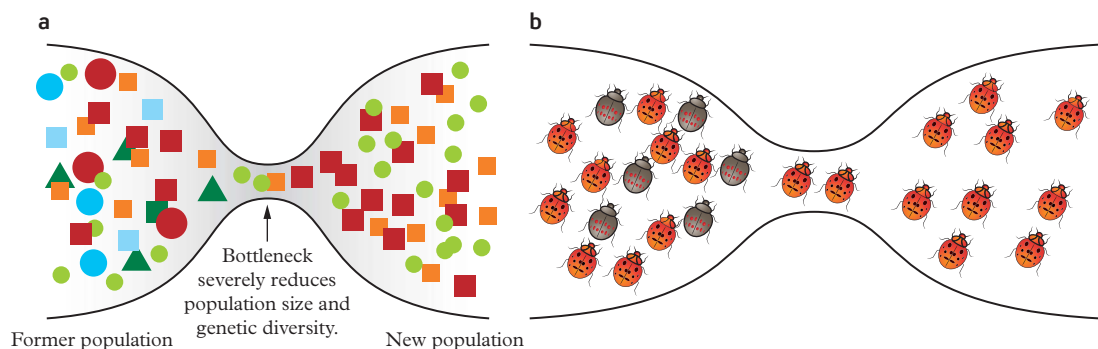 a
b
Bottleneck
severely reduces
population size and
genetic diversity.
Former population
New population